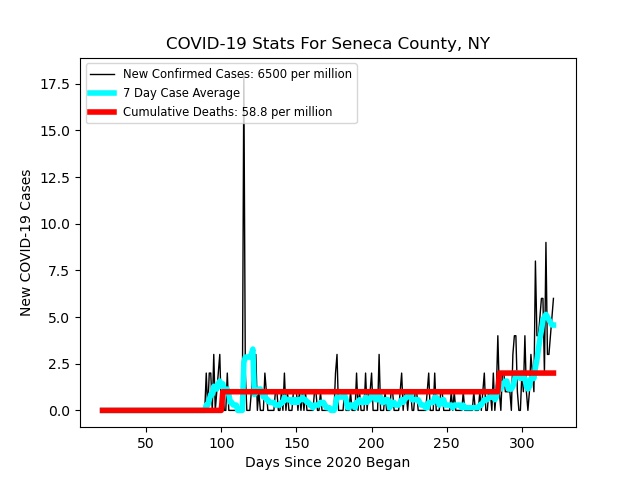 COVID-19 Stats For Seneca County, NY
New Confirmed Cases: 6500 per million
7 Day Case Average
Cumulative Deaths: 58.8 per million
17.5
15.0
12.5
10.0
7.5
5.0
2.5
0.0
New COVID-19 Cases
50 100 150 200 250 300
Days Since 2020 Began